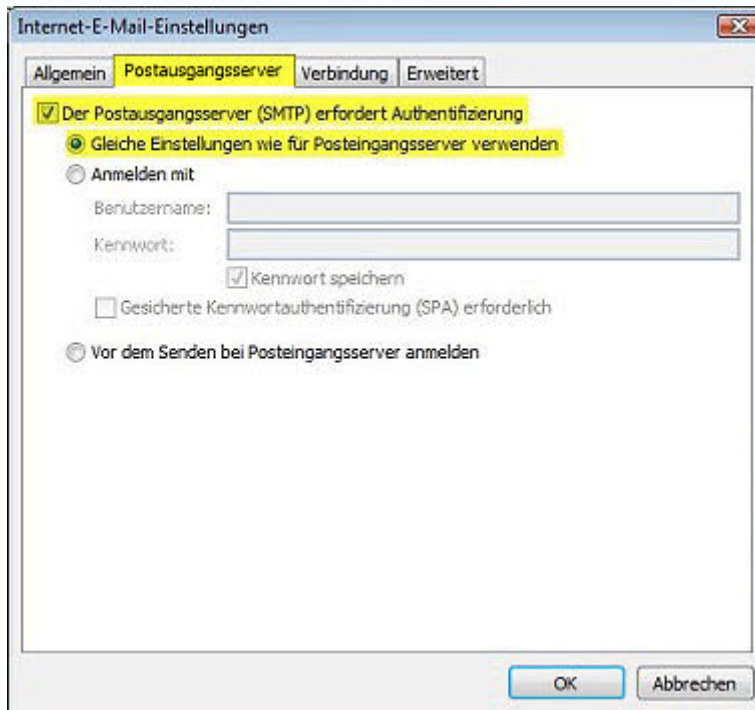 Internet-E-Mail-Einstellungen
Allgemein Postausgangsserver Verbindung Erweitert
Der Postausgangsserver (SMTP) erfordert Authentifizierung
Gleiche Einstellungen wie für Posteingangsserver verwenden
Anmelden mit
Benutzername:
Kennwort:
Kennwort speichern
Gesicherte Kennwortauthentifizierung (SPA) erforderlich
Vor dem Senden bei Posteingangsserver anmelden
OK Abbrechen